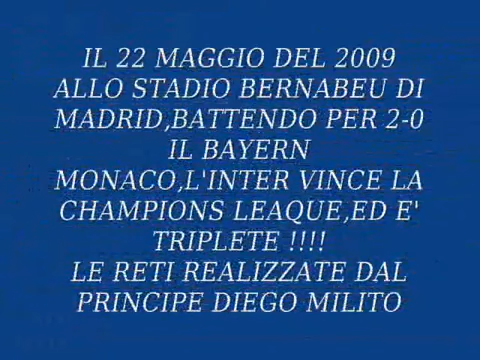 IL 22 MAGGIO DEL 2009
ALLO STADIO BERNABEU DI
MADRID,BATTENDO PER 2-0
IL BAYERN
MONACO,L'INTER VINCE LA
CHAMPIONS LEAQUE,ED E'
TRIPLETE !!!!
LE RETI REALIZZATE DAL
PRINCIPE DIEGO MILITO